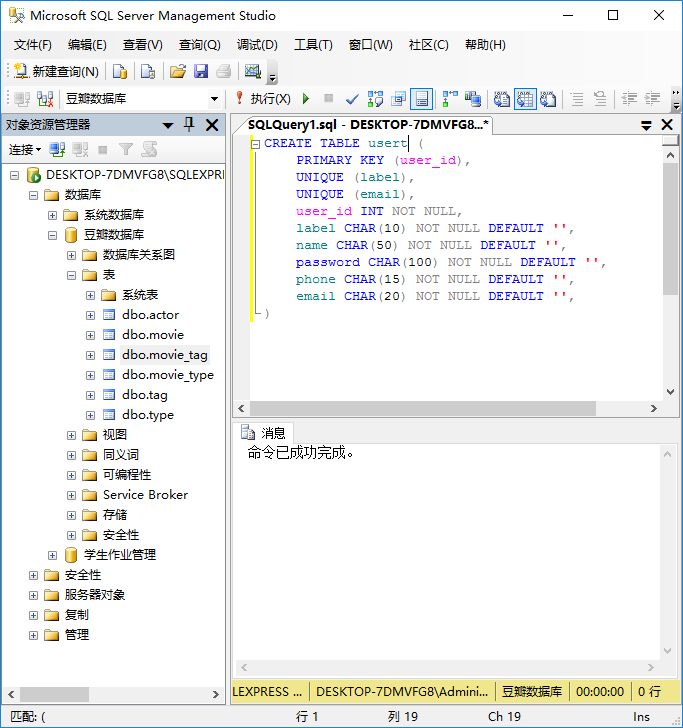 Microsoft SQL Server Management Studio
文件(F) 编辑(E) 查看(V) 查询(Q) 调试(D) 工具(T) 窗口(W) 社区(C) 帮助(H)
新建查询(N)
豆瓣数据库 执行(X)
对象资源管理器
SQLQuery1.sql - DESKTOP-7DMVFG8...*
连接
DESKTOP-7DMVFG8\SQLEXPRE
数据库
系统数据库
豆瓣数据库
数据库关系图
表
系统表
dbo.actor
dbo.movie
dbo.movie_tag
dbo.movie_type
dbo.tag
dbo.type
视图
同义词
可编程性
Service Broker
存储
安全性
学生作业管理
安全性
服务器对象
复制
管理
CREATE TABLE usert (
PRIMARY KEY (user_id),
UNIQUE (label),
UNIQUE (email),
user_id INT NOT NULL,
label CHAR(10) NOT NULL DEFAULT '',
name CHAR(50) NOT NULL DEFAULT '',
password CHAR(100) NOT NULL DEFAULT '',
phone CHAR(15) NOT NULL DEFAULT '',
email CHAR(20) NOT NULL DEFAULT '',
)
消息
命令已成功完成。
LEXPRESS ... DESKTOP-7DMVFG8\Admini... 豆瓣数据库 00:00:00 0 行
匹配: ( 行 1 列 19 Ch 19 Ins